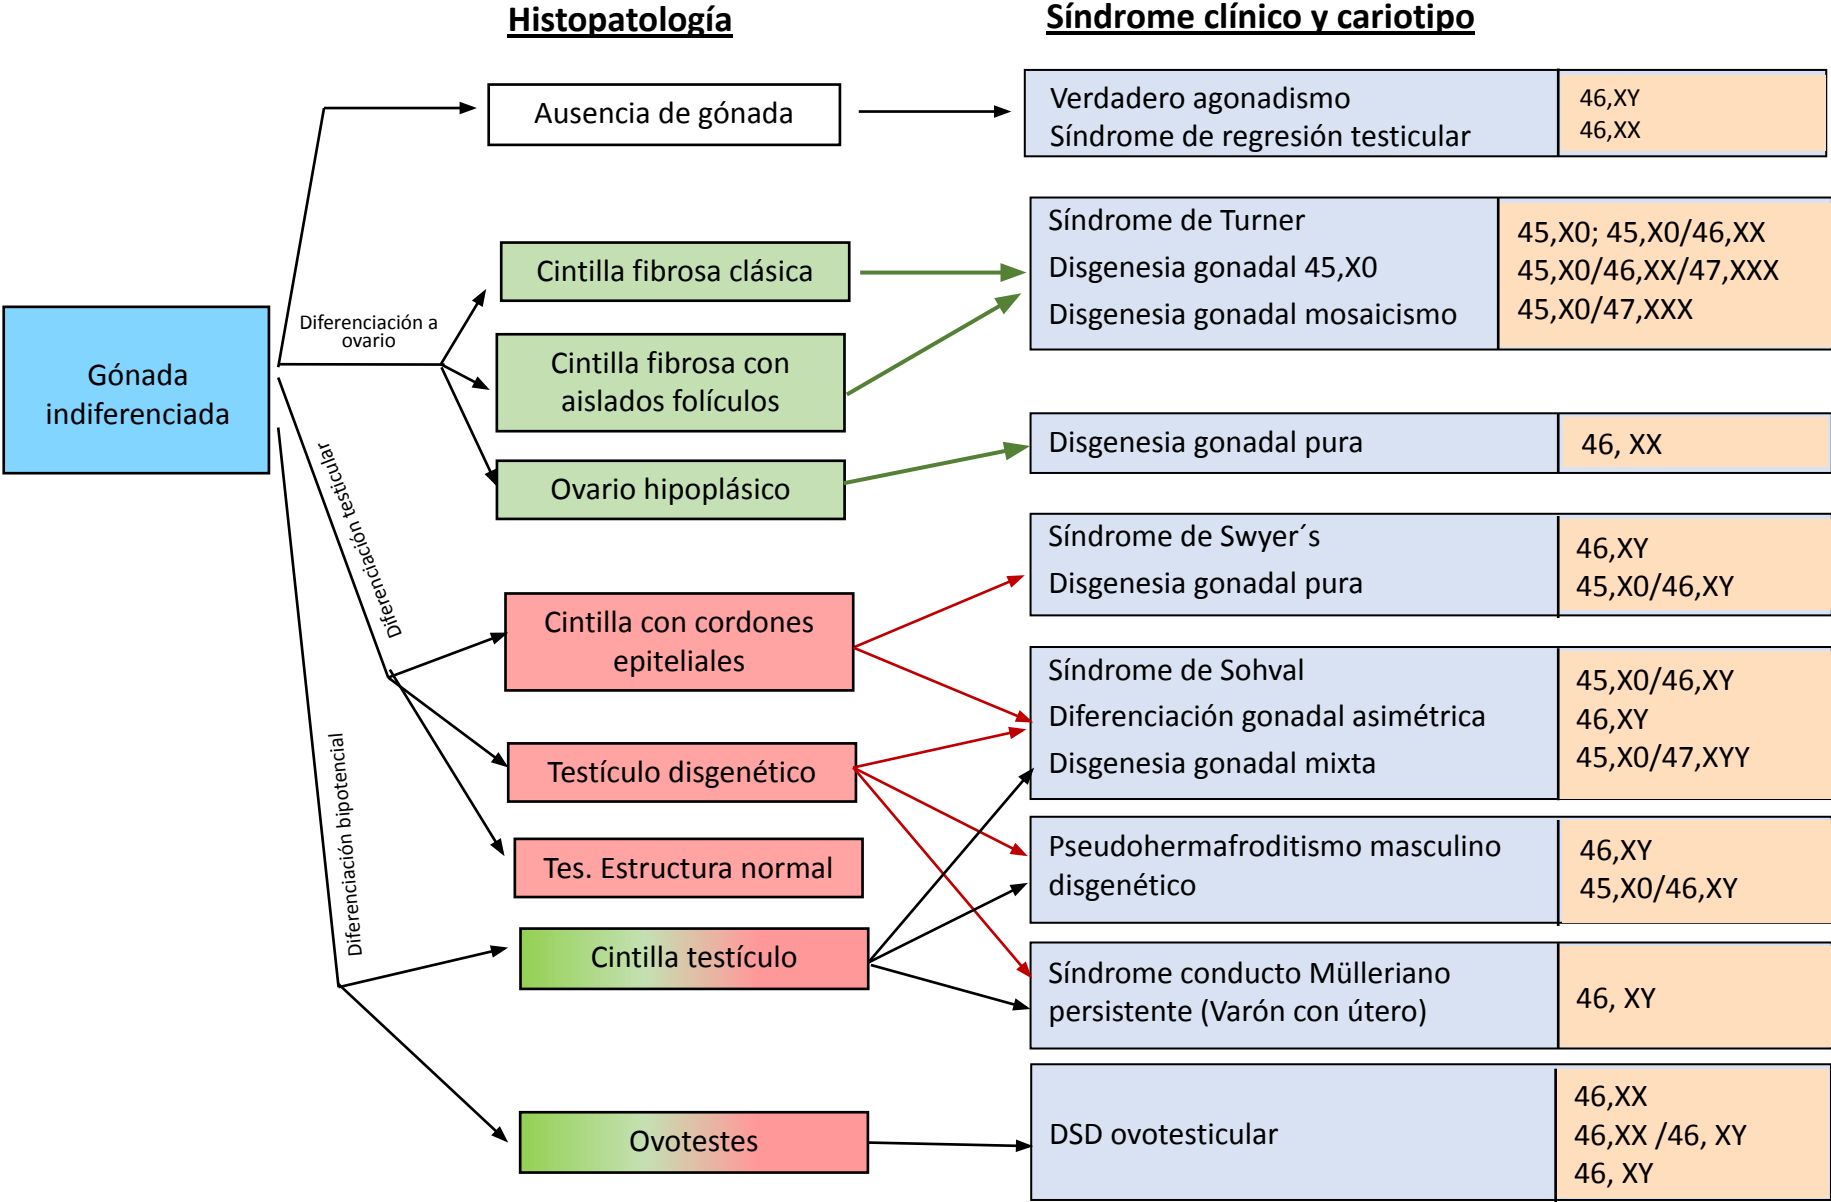 Histopatología
Síndrome clínico y cariotipo
Gónada
indiferenciada
Diferenciación a
ovario
Diferenciación testicular
Diferenciación bipotencial
Ausencia de gónada
Cintilla fibrosa clásica
Cintilla fibrosa con
aislados folículos
Ovario hipoplásico
Cintilla con cordones
epiteliales
Testículo disgenético
Tes. Estructura normal
Cintilla testículo
Ovotestes
Verdadero agonadismo
Síndrome de regresión testicular
46,XY
46,XX
Síndrome de Turner
Disgenesia gonadal 45,X0
Disgenesia gonadal mosaicismo
45,X0; 45,X0/46,XX
45,X0/46,XX/47,XXX
45,X0/47,XXX
Disgenesia gonadal pura
46, XX
Síndrome de Swyer´s
Disgenesia gonadal pura
46,XY
45,X0/46,XY
Síndrome de Sohval
Diferenciación gonadal asimétrica
Disgenesia gonadal mixta
45,X0/46,XY
46,XY
45,X0/47,XYY
Pseudohermafroditismo masculino
disgenético
46,XY
45,X0/46,XY
Síndrome conducto Mülleriano
persistente (Varón con útero)
46, XY
DSD ovotesticular
46,XX
46,XX /46, XY
46, XY